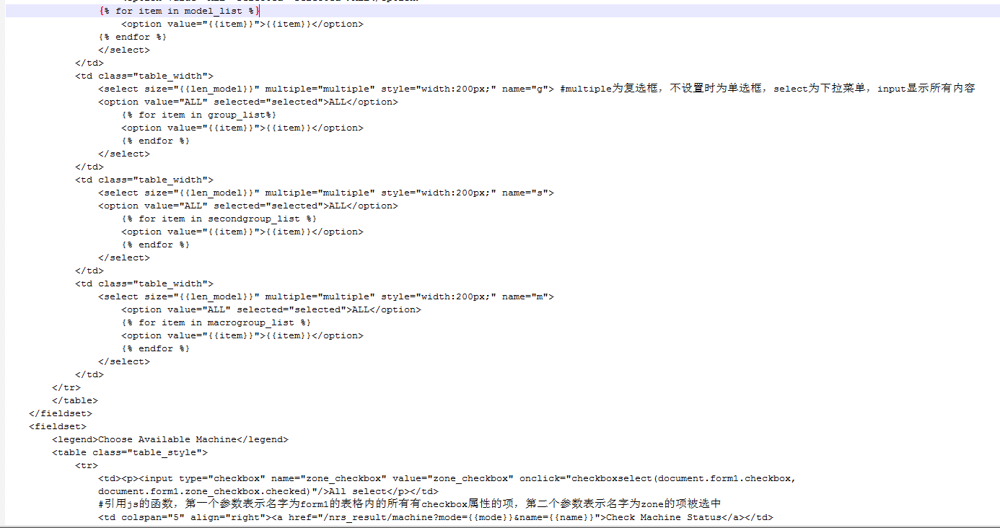 {% for item in model_list %}
<option value="{{item}}">{{item}}</option>
{% endfor %}
</select>
</td>
<td class="table_width">
<select size="{{len_model}}" multiple="multiple" style="width:200px;" name="g"> #multiple为复选框，不设置时为单选框，select为下拉菜单，input显示所有内容
<option value="ALL" selected="selected">ALL</option>
{% for item in group_list%}
<option value="{{item}}">{{item}}</option>
{% endfor %}
</select>
</td>
<td class="table_width">
<select size="{{len_model}}" multiple="multiple" style="width:200px;" name="s">
<option value="ALL" selected="selected">ALL</option>
{% for item in secondgroup_list %}
<option value="{{item}}">{{item}}</option>
{% endfor %}
</select>
</td>
<td class="table_width">
<select size="{{len_model}}" multiple="multiple" style="width:200px;" name="m">
<option value="ALL" selected="selected">ALL</option>
{% for item in macrogroup_list %}
<option value="{{item}}">{{item}}</option>
{% endfor %}
</select>
</td>
</tr>
</table>
</fieldset>
<fieldset>
<legend>Choose Available Machine</legend>
<table class="table_style">
<tr>
<td><p><input type="checkbox" name="zone_checkbox" value="zone_checkbox" onclick="checkboxselect(document.form1.checkbox,
document.form1.zone_checkbox.checked)"/>All select</p></td>
#引用js的函数，第一个参数表示名字为form1的表格内的所有有checkbox属性的项，第二个参数表示名字为zone的项被选中
<td colspan="5" align="right"><a href="/nrs_result/machine?mode={{mode}}&name={{name}}">Check Machine Status</a></td>